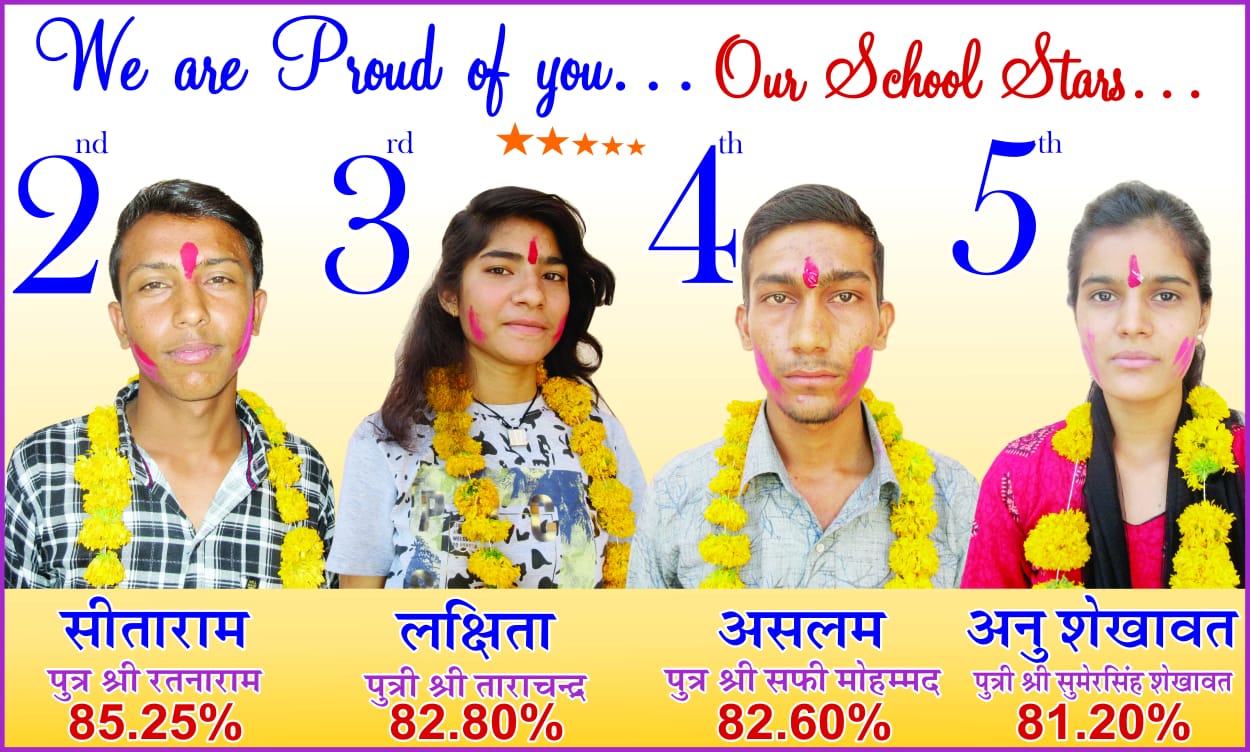 We are Proud of you... Our School Stars...
2nd 3rd 4th 5th
सीताराम
पुत्र श्री रतनाराम
85.25%
लक्षिता
पुत्री श्री ताराचन्द्र
82.80%
असलम
पुत्र श्री सफी मोहम्मद
82.60%
अनु शेखावत
पुत्री श्री सुमेरसिंह शेखावत
81.20%